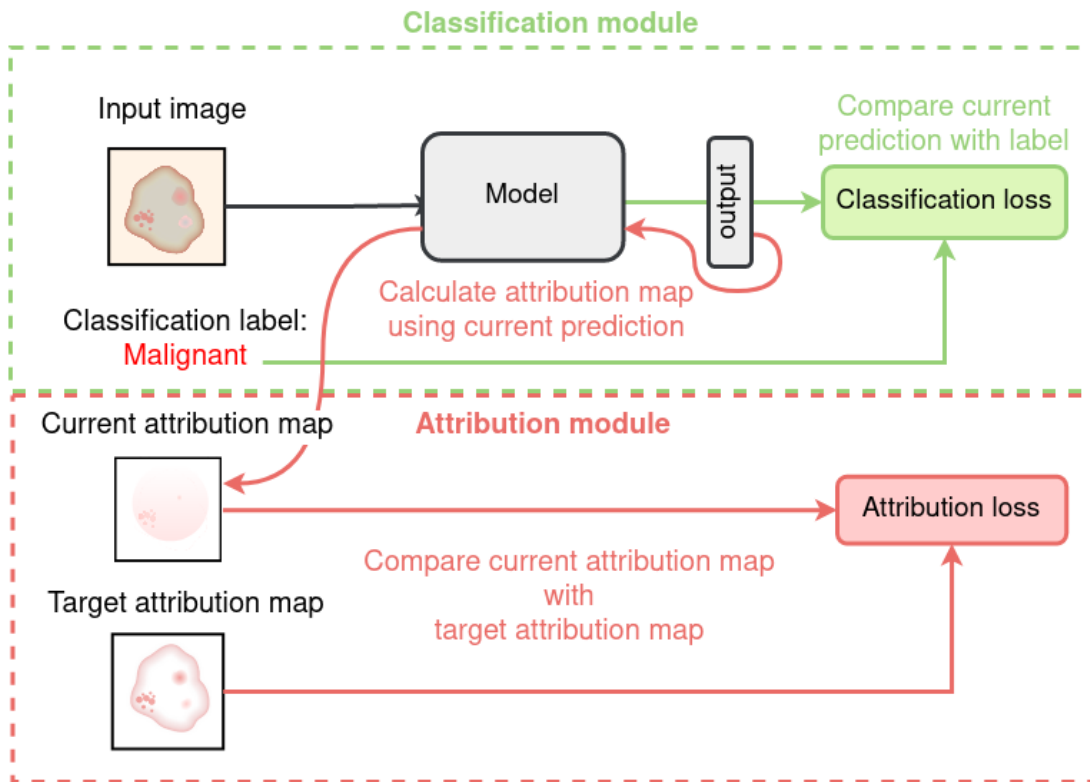 Classification module
Input image
Compare current
prediction with label
Model
output
Classification loss
Calculate attribution map
using current prediction
Classification label:
Malignant
Current attribution map
Attribution module
Attribution loss
Compare current attribution map
with
target attribution map
Target attribution map